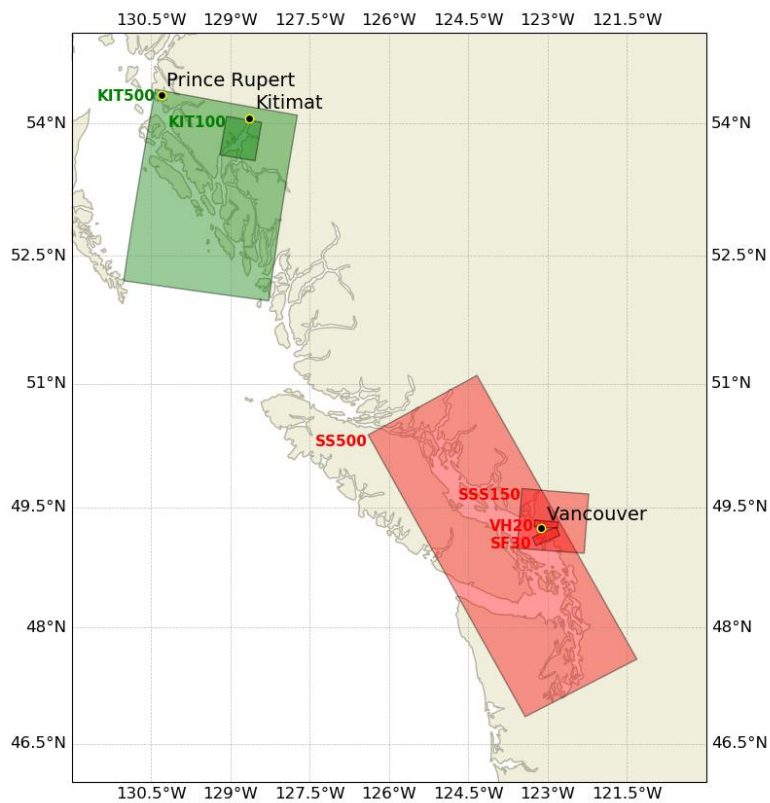 130.5°W 129°W 127.5°W 126°W 124.5°W 123°W 121.5°W
Prince Rupert
KIT500
Kitimat
KIT100
54°N 54°N
52.5°N 52.5°N
51°N 51°N
SS500
SSS150
49.5°N 49.5°N
Vancouver
VH20
SF30
48°N 48°N
46.5°N 46.5°N
130.5°W 129°W 127.5°W 126°W 124.5°W 123°W 121.5°W